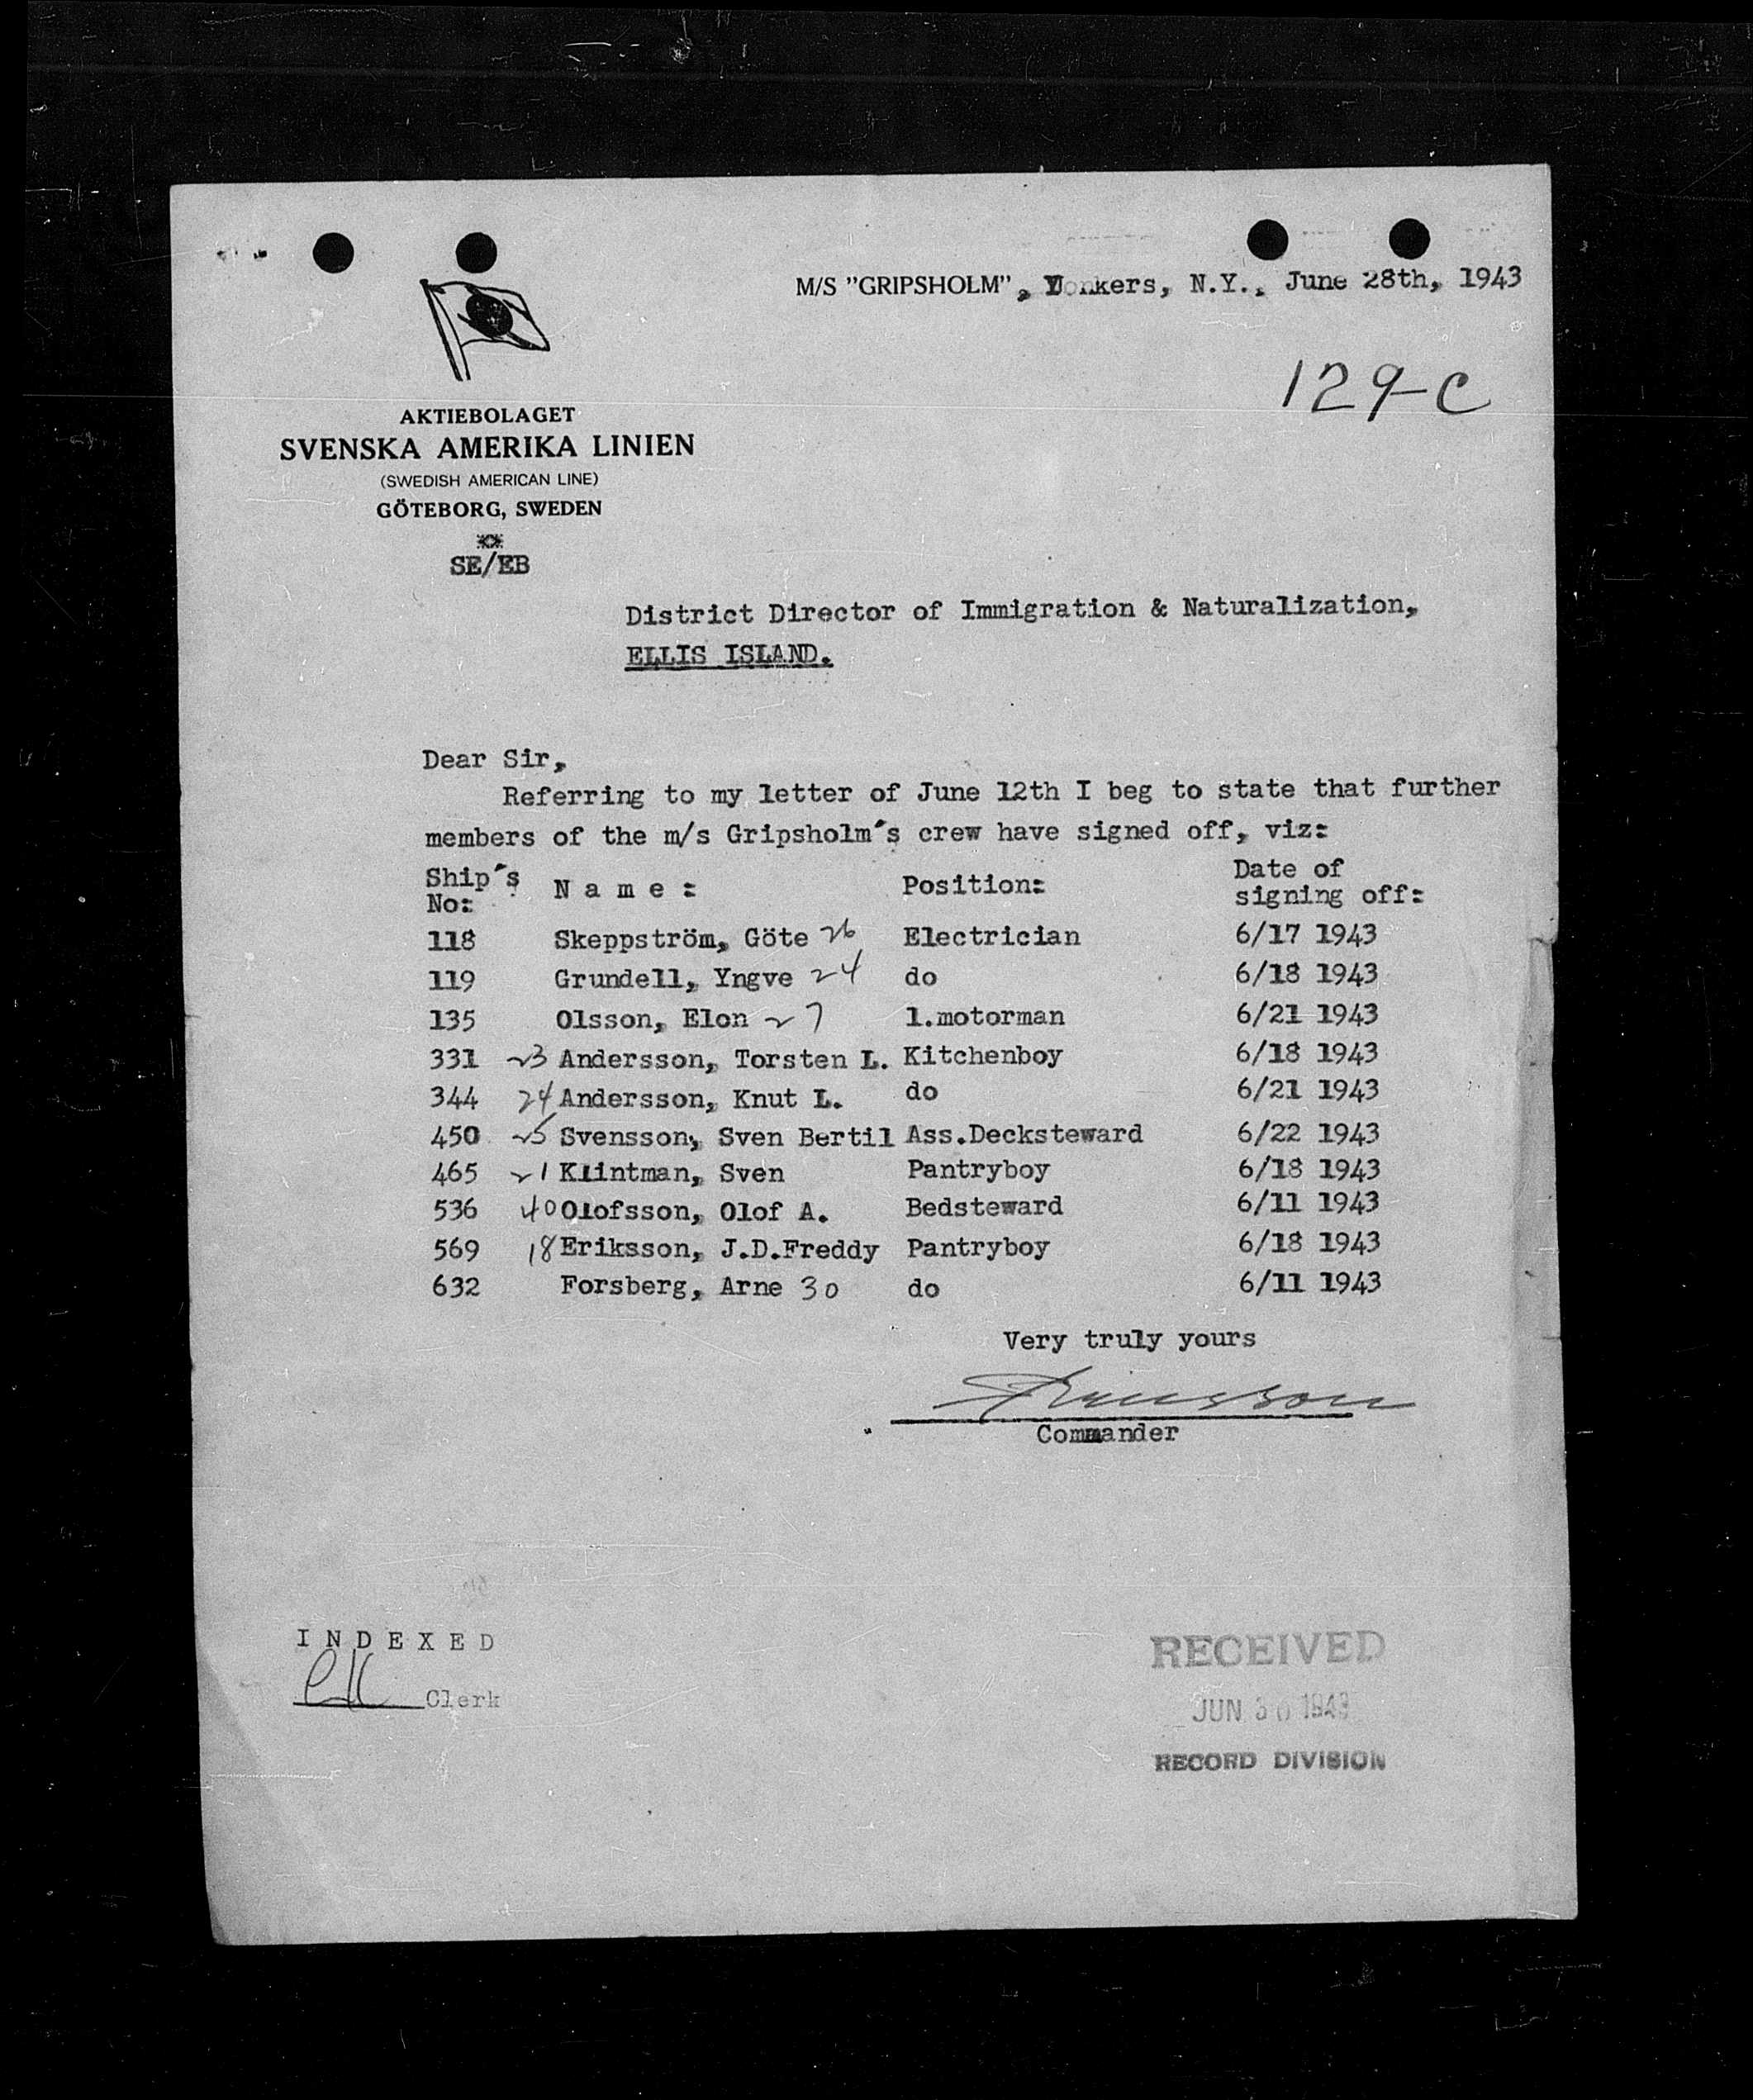 M/S "GRIPSHOLM", Yonkers, N.Y., June 28th, 1943
129-C
AKTIEBOLAGET
SVENSKA AMERIKA LINIEN
(SWEDISH AMERICAN LINE)
GÖTEBORG, SWEDEN
SE/EB
District Director of Immigration & Naturalization,
ELLIS ISLAND.
Dear Sir,
Referring to my letter of June 12th I beg to state that further
members of the m/s Gripsholm's crew have signed off, viz:
Ship's No: N a m e : Position: Date of signing off:
118 Skeppström, Göte 26 Electrician 6/17 1943
119 Grundell, Yngve 24 do 6/18 1943
135 Olsson, Elon 27 1.motorman 6/21 1943
331 23 Andersson, Torsten L. Kitchenboy 6/18 1943
344 24 Andersson, Knut L. do 6/21 1943
450 25 Svensson, Sven Bertil Ass.Decksteward 6/22 1943
465 21 Klintman, Sven Pantryboy 6/18 1943
536 40 Olofsson, Olof A. Bedsteward 6/11 1943
569 18 Eriksson, J.D.Freddy Pantryboy 6/18 1943
632 Forsberg, Arne 30 do 6/11 1943
Very truly yours
Commander
I N D E X E D
Clerk
RECEIVED
JUN 30 1943
RECORD DIVISION